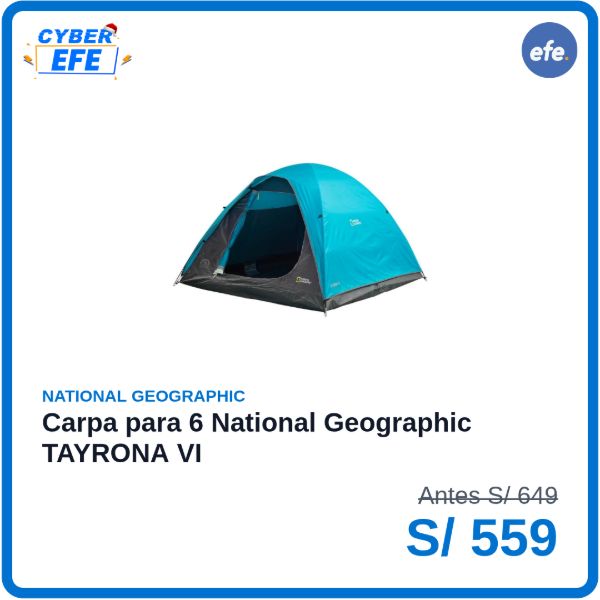 CYBER
EFE
efe.
NATIONAL GEOGRAPHIC
Carpa para 6 National Geographic
TAYRONA VI
Antes S/ 649
S/ 559